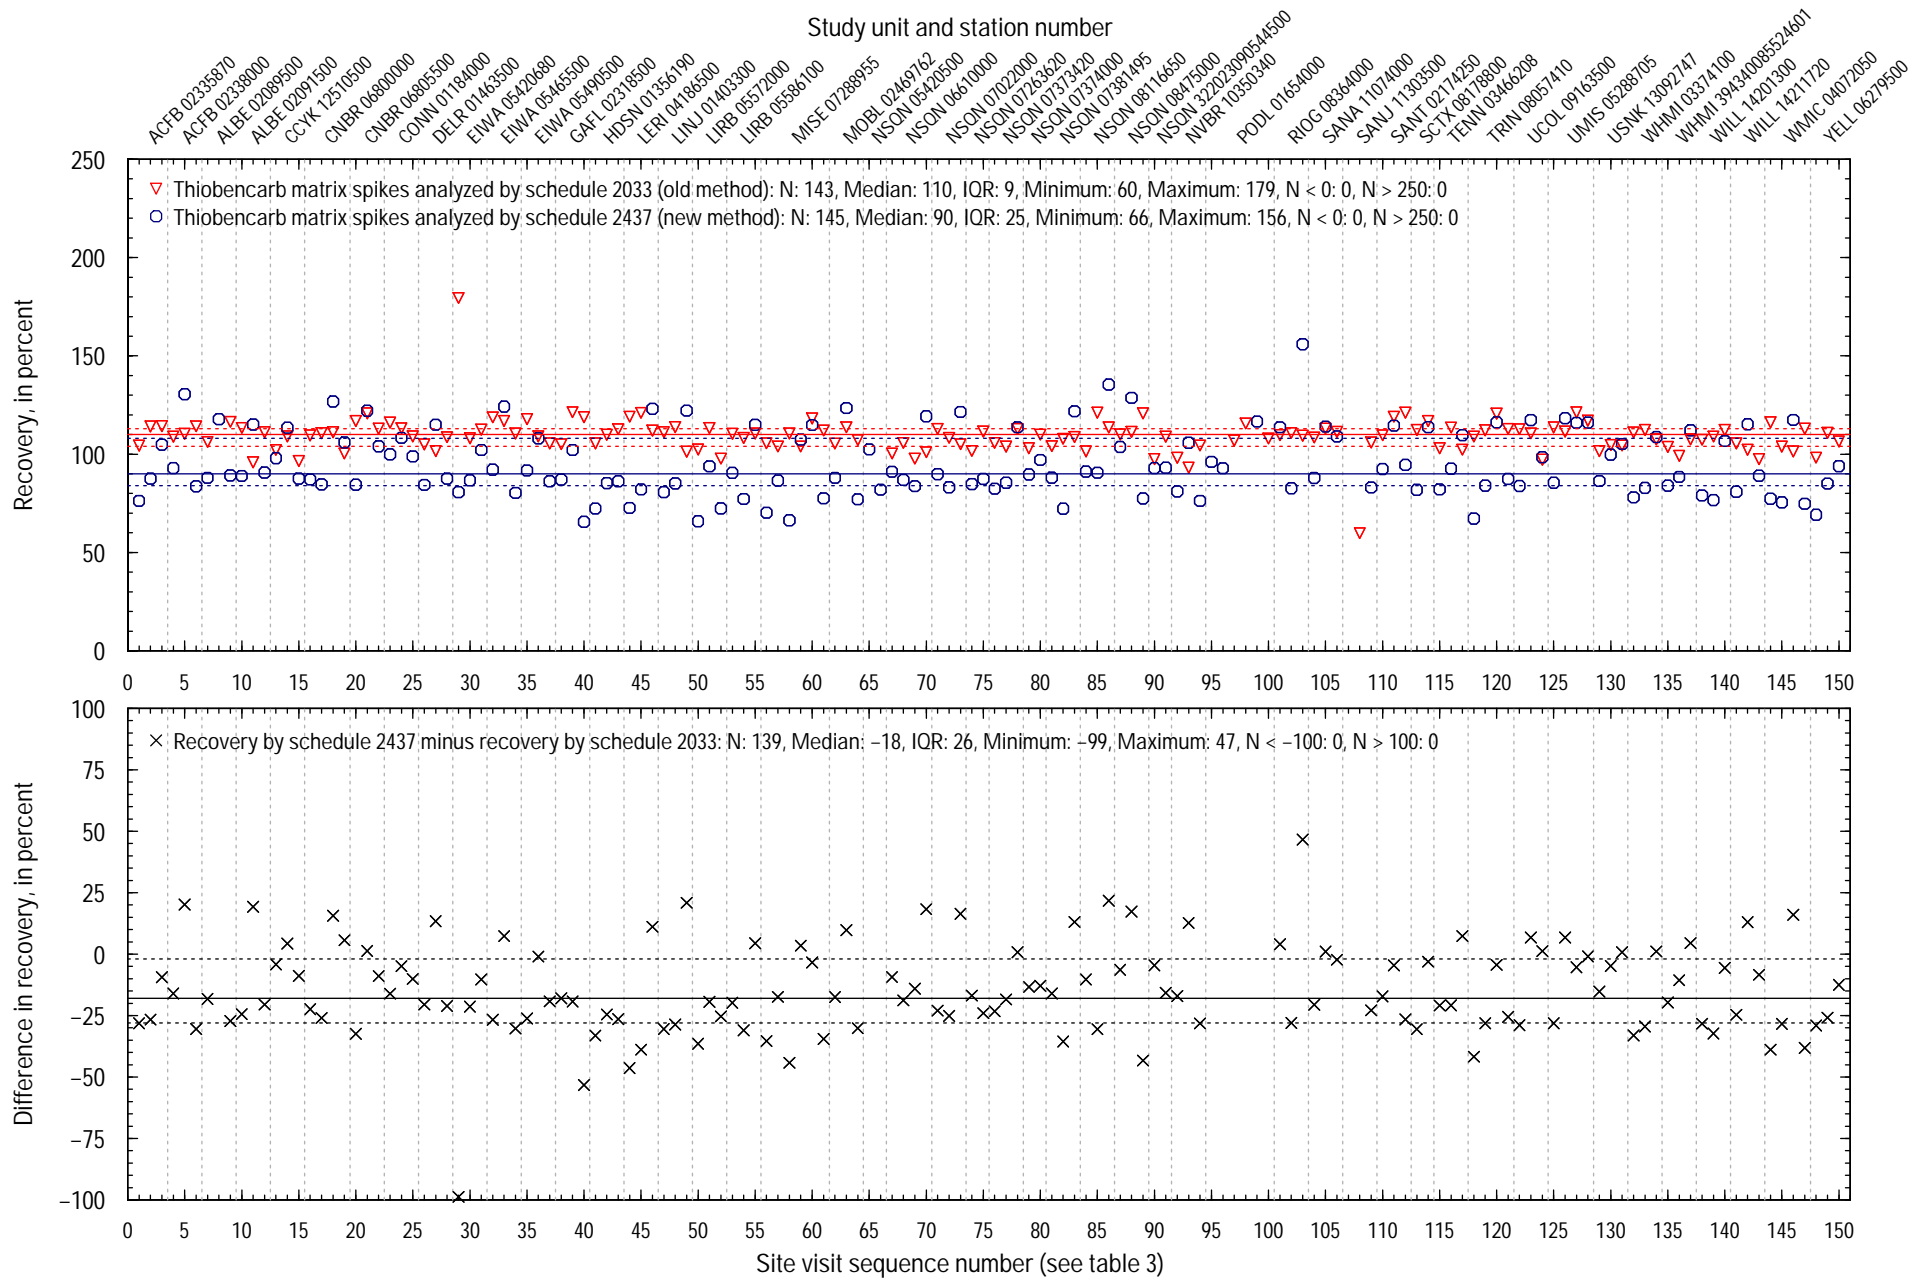 Study unit and station number
ACFB 02335870
ACFB 02338000
ALBE 02089500
ALBE 02091500
CCYK 12510500
CNBR 06800000
CNBR 06805500
CONN 01184000
DELR 01463500
EIWA 05420680
EIWA 05465500
EIWA 05490500
GAFL 02318500
HDSN 01356190
LERI 04186500
LINJ 01403300
LIRB 05572000
LIRB 05586100
MISE 07288955
MOBL 02469762
NSON 05420500
NSON 06610000
NSON 07022000
NSON 07263620
NSON 07373420
NSON 07374000
NSON 07381495
NSON 08116650
NSON 08475000
NSON 322023090544500
NVBR 10350340
PODL 01654000
RIOG 08364000
SANA 11074000
SANJ 11303500
SANT 02174250
SCTX 08178800
TENN 03466208
TRIN 08057410
UCOL 09163500
UMIS 05288705
USNK 13092747
WHMI 03374100
WHMI 394340085524601
WILL 14201300
WILL 14211720
WMIC 04072050
YELL 06279500
Recovery, in percent
250
200
150
100
50
0
Thiobencarb matrix spikes analyzed by schedule 2033 (old method): N: 143, Median: 110, IQR: 9, Minimum: 60, Maximum: 179, N < 0: 0, N > 250: 0
Thiobencarb matrix spikes analyzed by schedule 2437 (new method): N: 145, Median: 90, IQR: 25, Minimum: 66, Maximum: 156, N < 0: 0, N > 250: 0
0 5 10 15 20 25 30 35 40 45 50 55 60 65 70 75 80 85 90 95 100 105 110 115 120 125 130 135 140 145 150
Difference in recovery, in percent
100
75
50
25
0
−25
−50
−75
−100
Recovery by schedule 2437 minus recovery by schedule 2033: N: 139, Median: −18, IQR: 26, Minimum: −99, Maximum: 47, N < −100: 0, N > 100: 0
0 5 10 15 20 25 30 35 40 45 50 55 60 65 70 75 80 85 90 95 100 105 110 115 120 125 130 135 140 145 150
Site visit sequence number (see table 3)